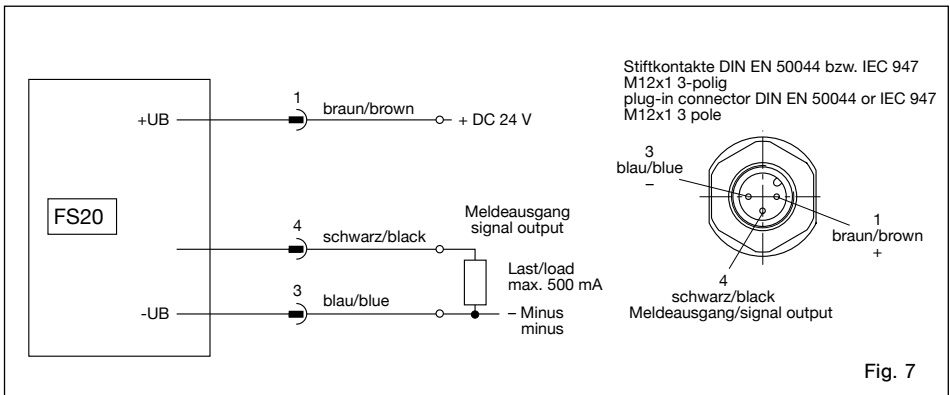 FS20
+UB
1
braun/brown
+ DC 24 V
4
schwarz/black
Meldeausgang
signal output
Last/load
max. 500 mA
-UB
3
blau/blue
– Minus
minus
Stiftkontakte DIN EN 50044 bzw. IEC 947
M12x1 3-polig
plug-in connector DIN EN 50044 or IEC 947
M12x1 3 pole
3
blau/blue
–
1
braun/brown
+
4
schwarz/black
Meldeausgang/signal output
Fig. 7